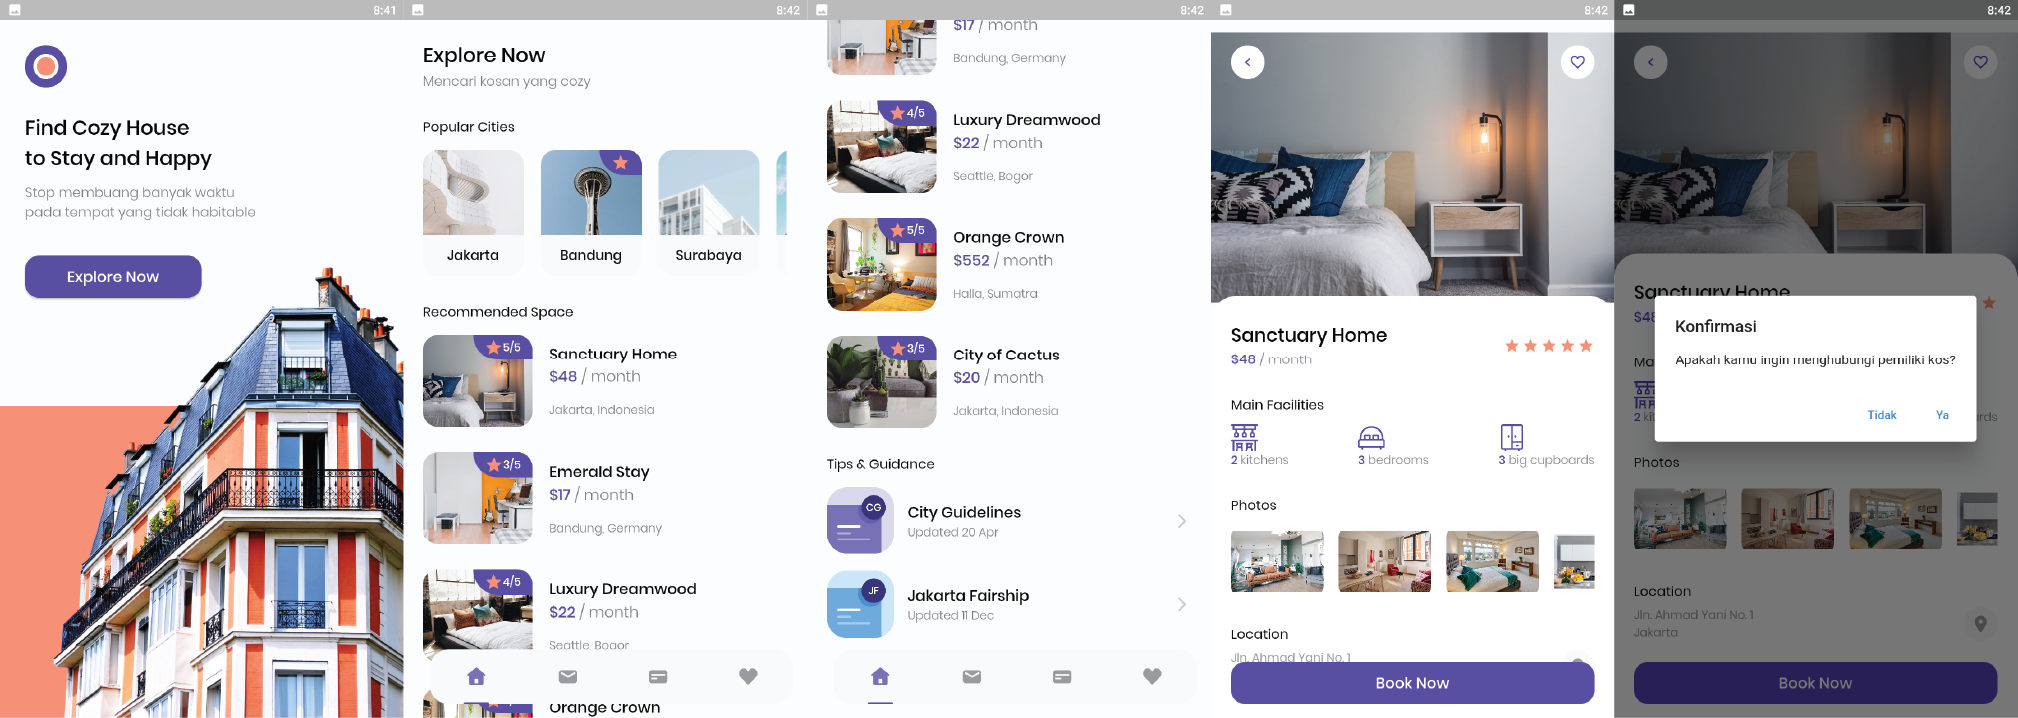 8:41
Find Cozy House
to Stay and Happy
Stop membuang banyak waktu
pada tempat yang tidak habitable
Explore Now
8:42
Explore Now
Mencari kosan yang cozy
Popular Cities
Jakarta
Bandung
Surabaya
Recommended Space
5/5
Sanctuary Home
$48 / month
Jakarta, Indonesia
3/5
Emerald Stay
$17 / month
Bandung, Germany
4/5
Luxury Dreamwood
$22 / month
Seattle, Bogor
Orange Crown
8:42
$17 / month
Bandung, Germany
4/5
Luxury Dreamwood
$22 / month
Seattle, Bogor
5/5
Orange Crown
$552 / month
Halla, Sumatra
3/5
City of Cactus
$20 / month
Jakarta, Indonesia
Tips & Guidance
CG
City Guidelines
Updated 20 Apr
JF
Jakarta Fairship
Updated 11 Dec
8:42
Sanctuary Home
$48 / month
Main Facilities
2 kitchens
3 bedrooms
3 big cupboards
Photos
Location
Jln. Ahmad Yani No. 1
Book Now
8:42
Sanctuary Home
Konfirmasi
Apakah kamu ingin menghubungi pemiliki kos?
Tidak
Ya
Photos
Location
Jln. Ahmad Yani No. 1
Jakarta
Book Now